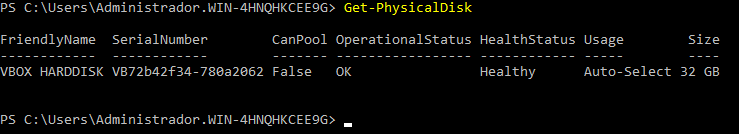 PS C:\Users\Administrador.WIN-4HNQHKCEE9G> Get-PhysicalDisk
FriendlyName  SerialNumber        CanPool OperationalStatus HealthStatus Usage        Size
------------  ------------        ------- ----------------- ------------ -----        ----
VBOX HARDDISK VB72b42f34-780a2062 False   OK                Healthy      Auto-Select 32 GB
PS C:\Users\Administrador.WIN-4HNQHKCEE9G>